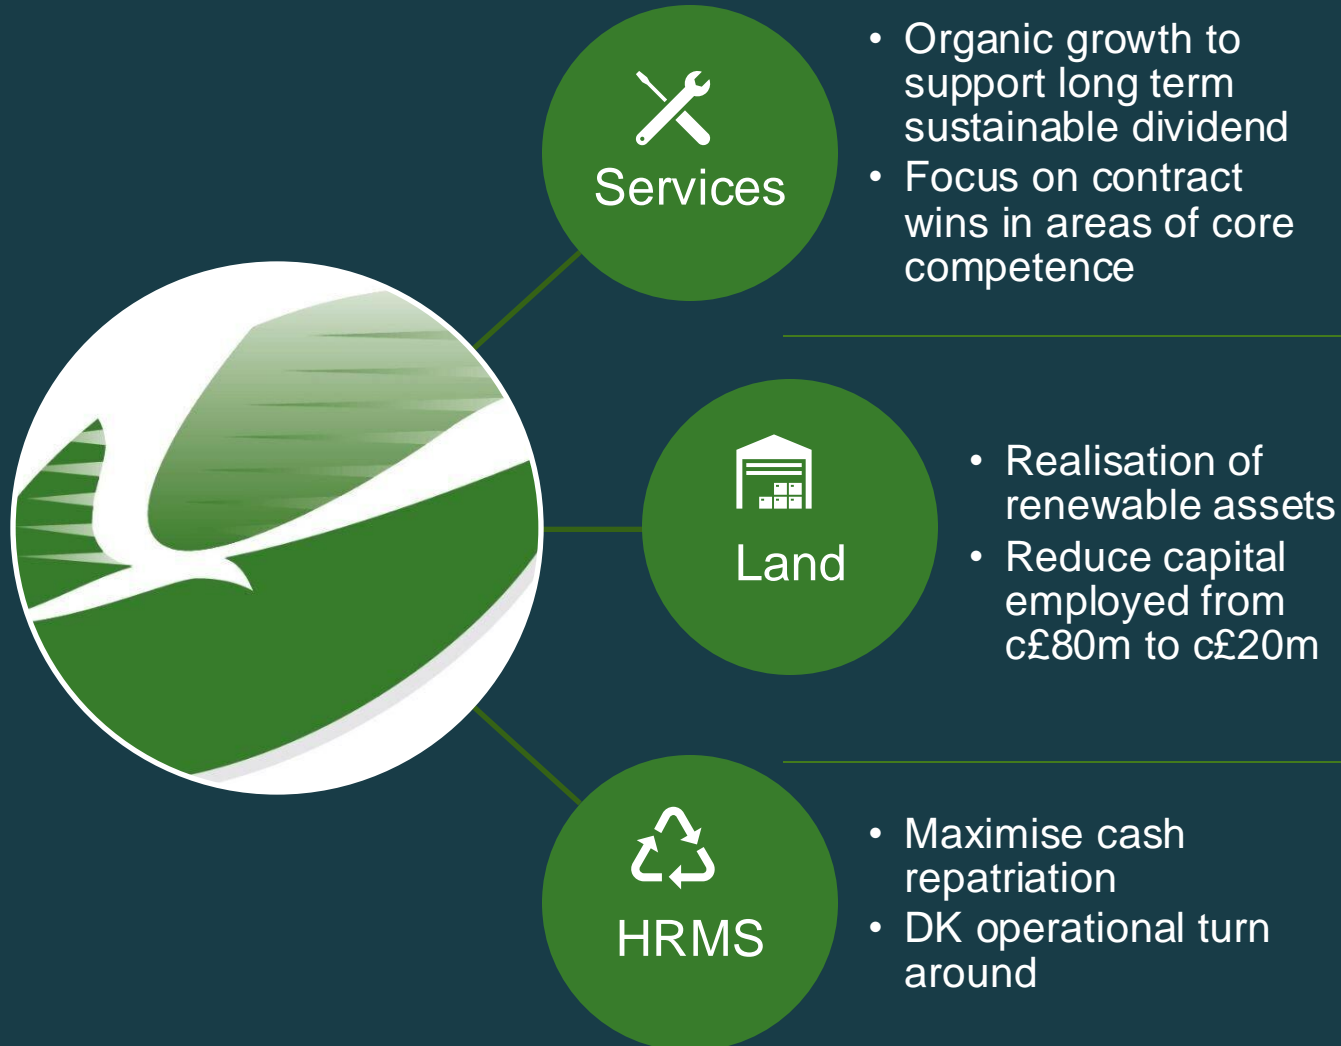 Services
• Organic growth to
support long term
sustainable dividend
• Focus on contract
wins in areas of core
competence
Land
• Realisation of
renewable assets
• Reduce capital
employed from
c£80m to c£20m
HRMS
• Maximise cash
repatriation
• DK operational turn
around